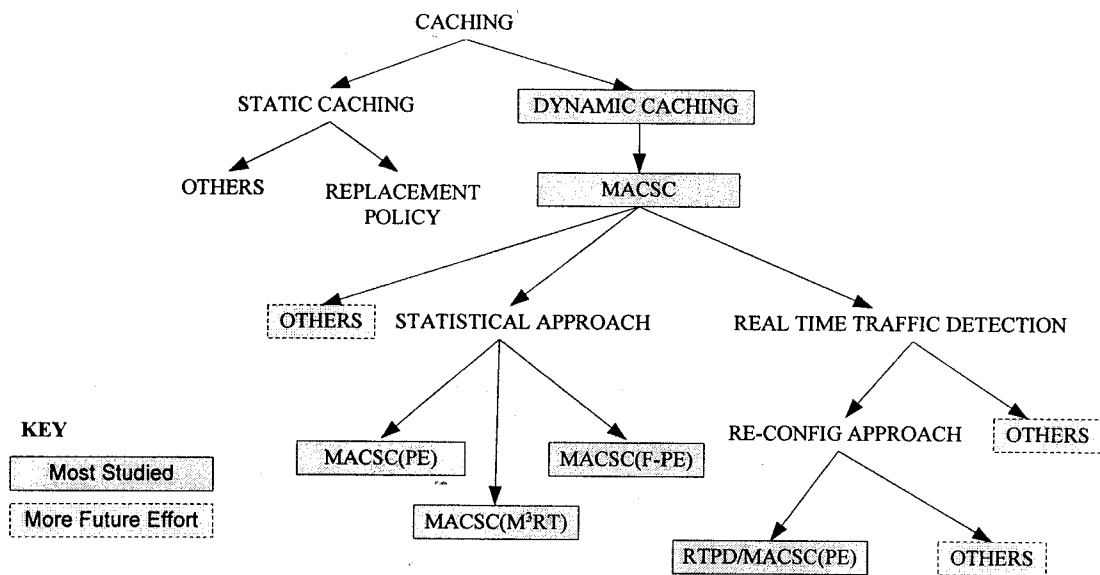 CACHING
STATIC CACHING
DYNAMIC CACHING
OTHERS
REPLACEMENT
POLICY
MACSC
OTHERS
STATISTICAL APPROACH
REAL TIME TRAFFIC DETECTION
KEY
Most Studied
More Future Effort
MACSC(PE)
MACSC(F-PE)
MACSC(M³RT)
RE-CONFIG APPROACH
OTHERS
RTPD/MACSC(PE)
OTHERS